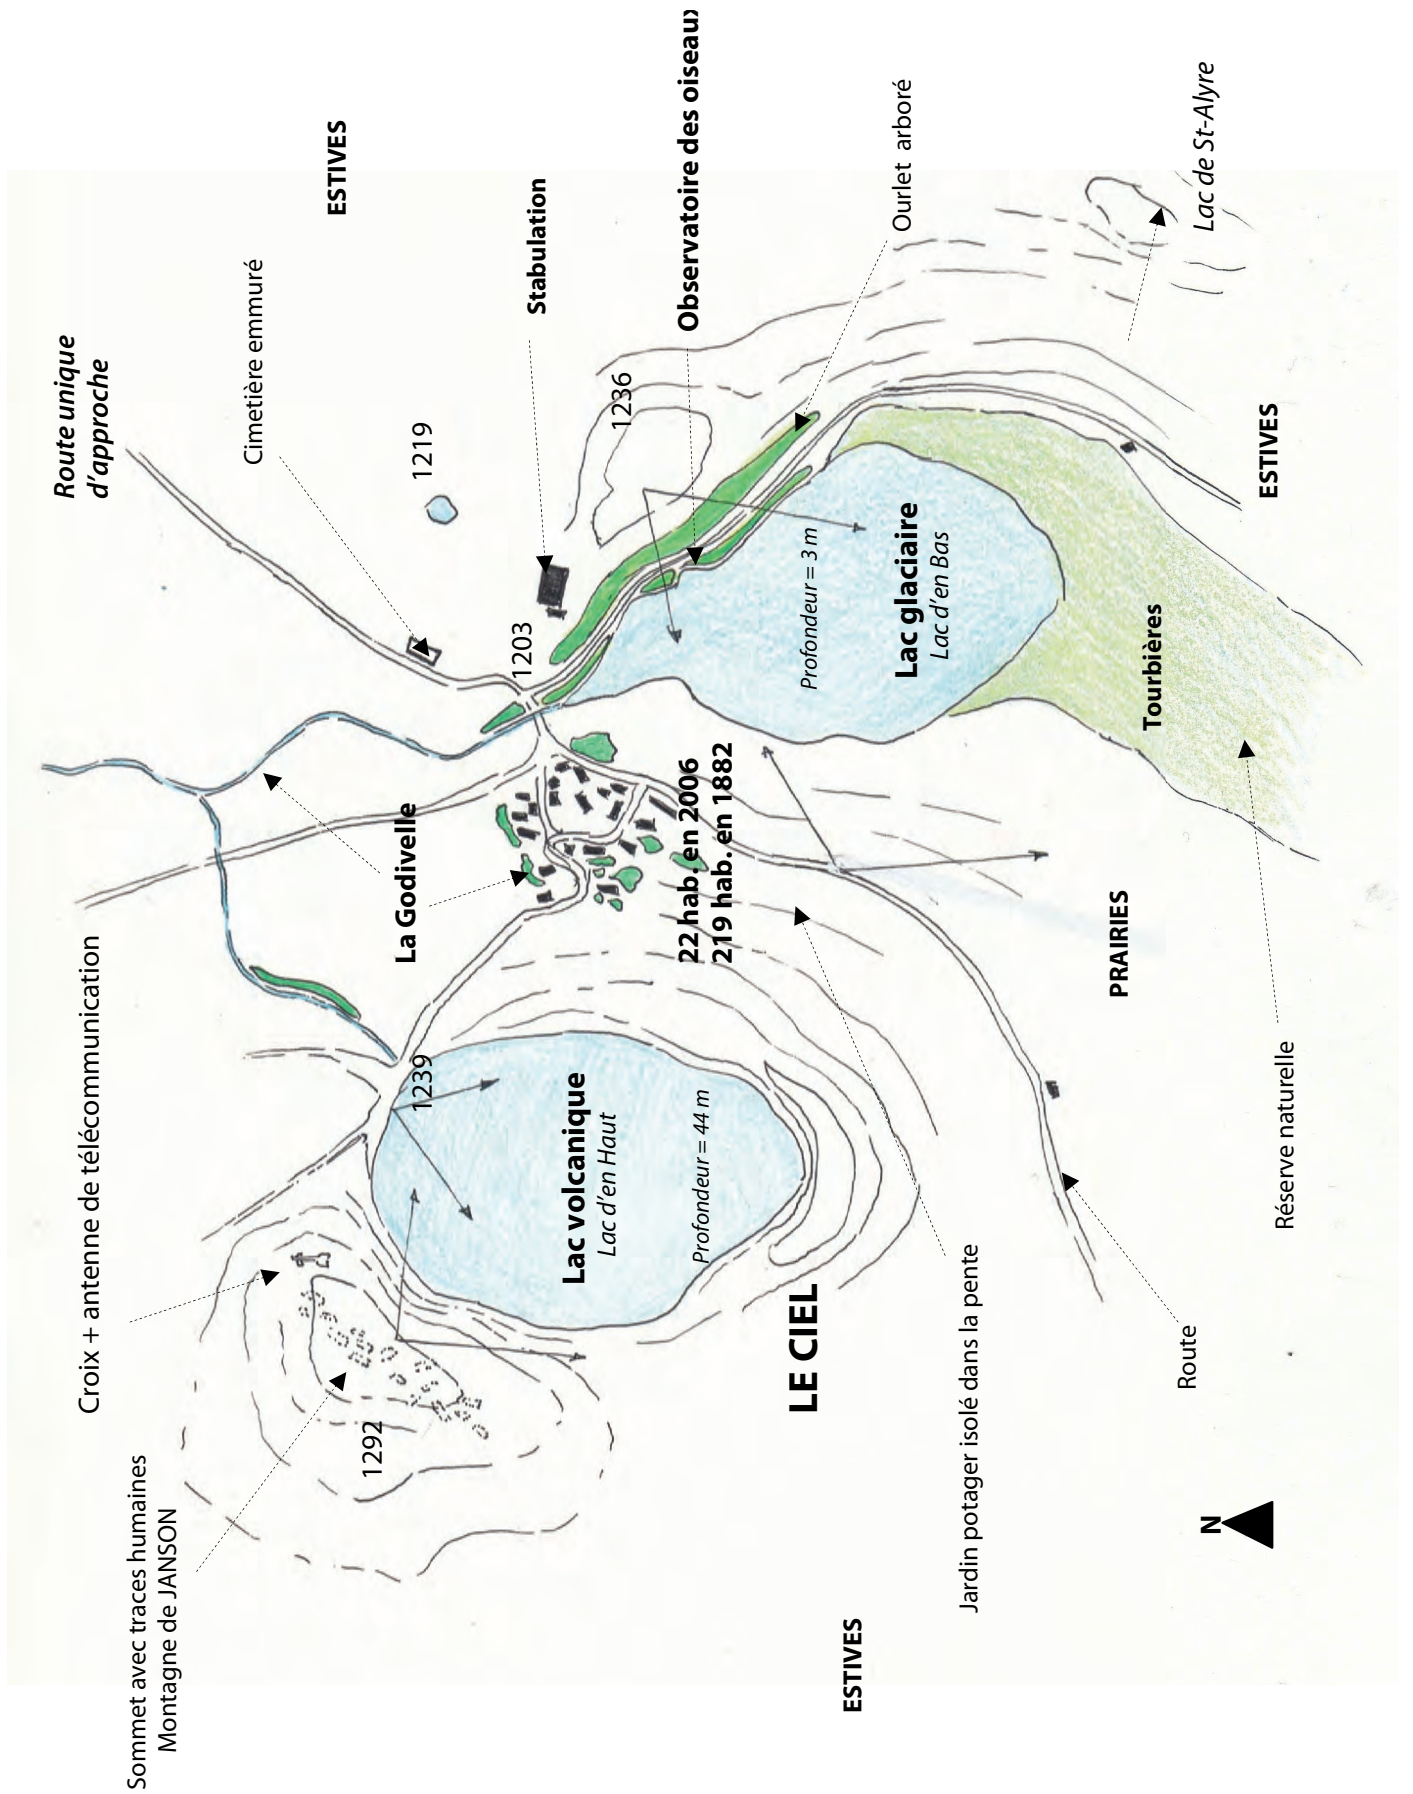 Route unique
d'approche
Croix + antenne de télécommunication
Sommet avec traces humaines
Montagne de JANSON
Cimetière emmuré
ESTIVES
1292
La Godivelle
1239
1219
1203
Stabulation
Lac volcanique
Lac d'en Haut
1236
22 hab. en 2006
219 hab. en 1882
Observatoire des oiseaux
Profondeur = 44 m
LE CIEL
Profondeur = 3 m
ESTIVES
Lac glaciaire
Lac d'en Bas
Ourlet arboré
Jardin potager isolé dans la pente
PRAIRIES
Tourbières
Route
Lac de St-Alyre
N
ESTIVES
Réserve naturelle